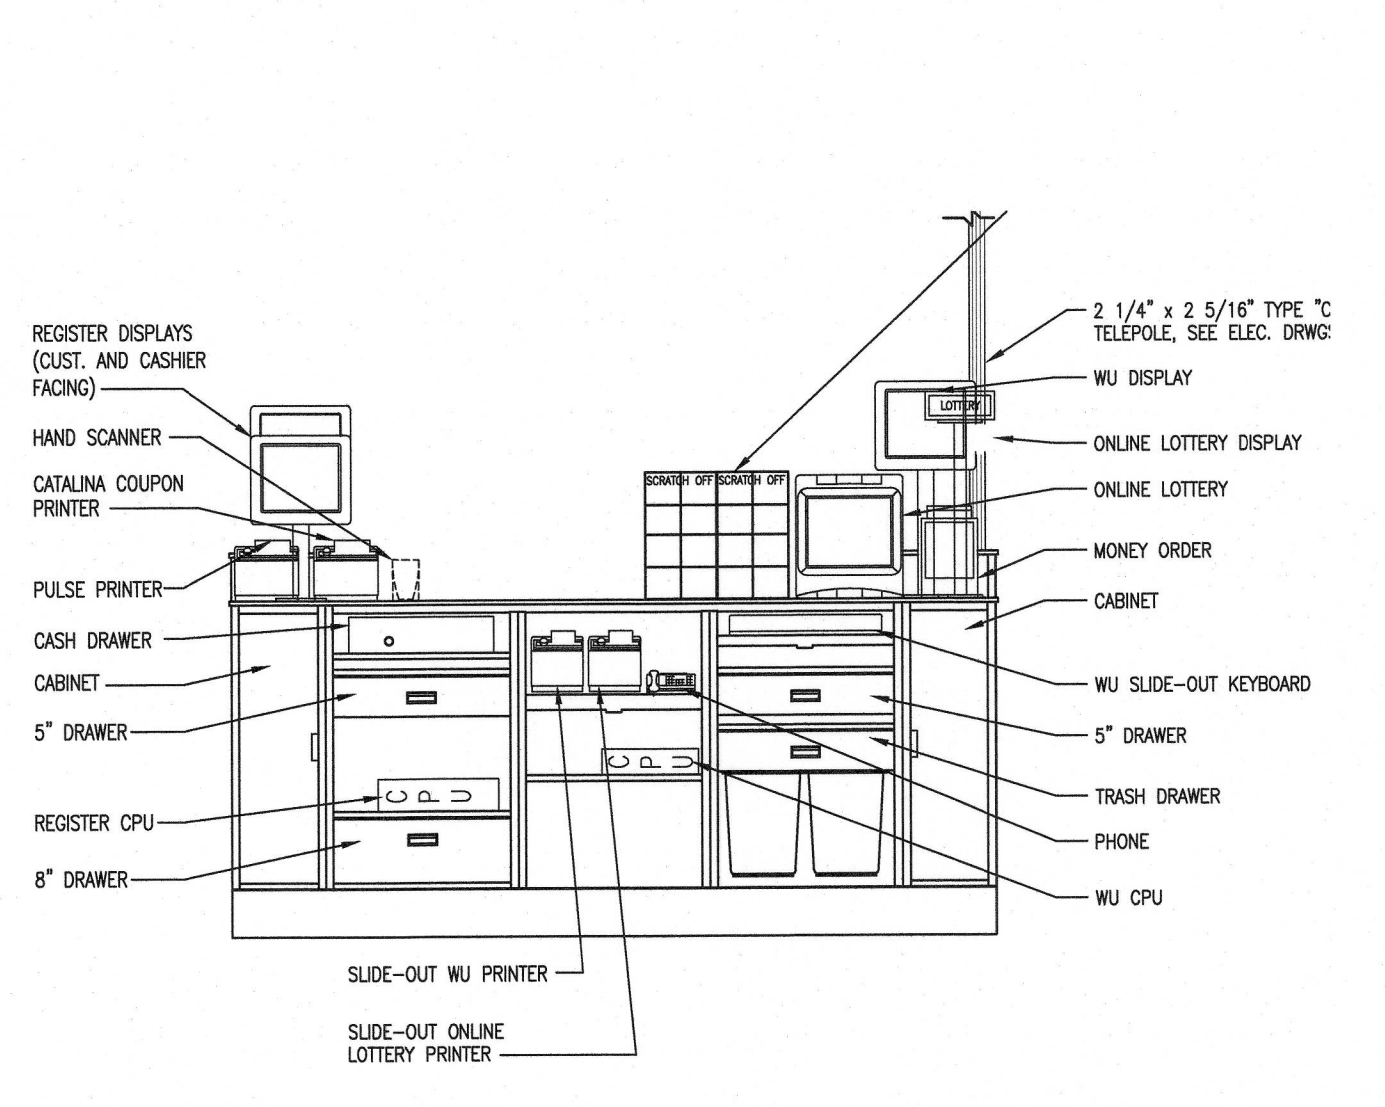 REGISTER DISPLAYS
(CUST. AND CASHIER
FACING)
HAND SCANNER
CATALINA COUPON
PRINTER
PULSE PRINTER
CASH DRAWER
CABINET
5" DRAWER
REGISTER CPU
8" DRAWER
SCRATCH OFF SCRATCH OFF
LOTTERY
CPU
CPU
2 1/4" x 2 5/16" TYPE "C
TELEPOLE, SEE ELEC. DRWGS
WU DISPLAY
ONLINE LOTTERY DISPLAY
ONLINE LOTTERY
MONEY ORDER
CABINET
WU SLIDE-OUT KEYBOARD
5" DRAWER
TRASH DRAWER
PHONE
WU CPU
SLIDE-OUT WU PRINTER
SLIDE-OUT ONLINE
LOTTERY PRINTER